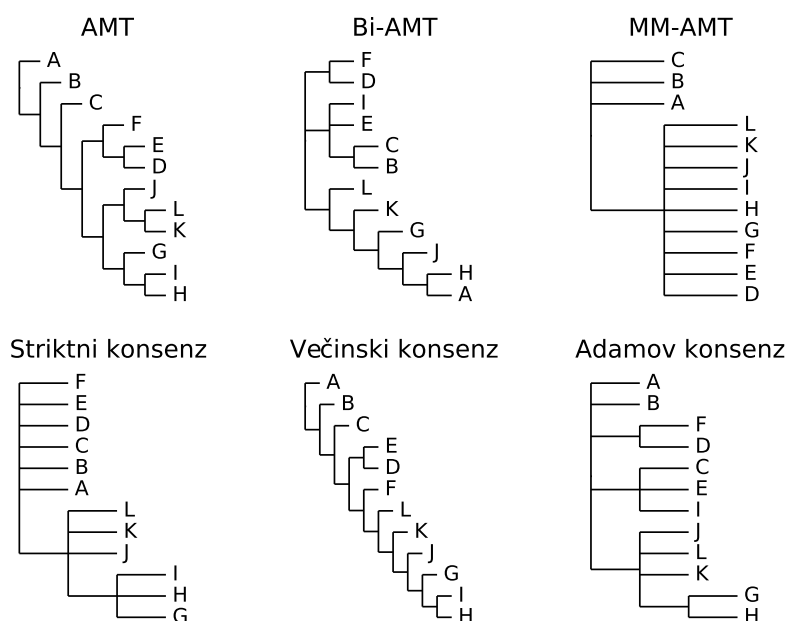 AMT
A
B
C
F
E
D
J
L
K
G
I
H
Bi-AMT
F
D
I
E
C
B
L
K
G
J
H
A
MM-AMT
C
B
A
L
K
J
I
H
G
F
E
D
Striktni konsenz
F
E
D
C
B
A
L
K
J
I
H
G
Večinski konsenz
A
B
C
E
D
F
L
K
J
G
I
H
Adamov konsenz
A
B
F
D
C
E
I
J
L
K
G
H